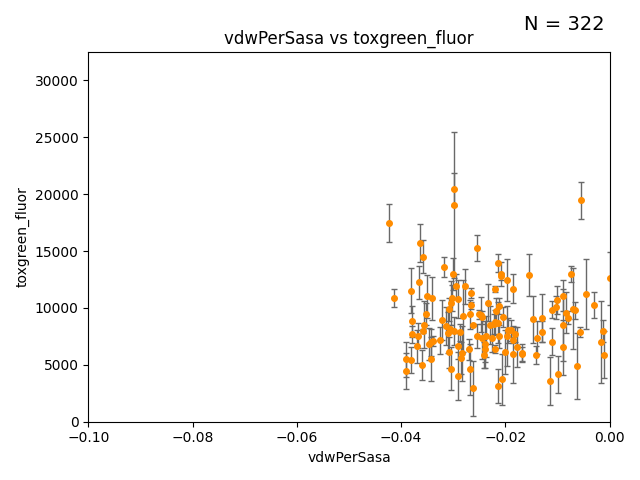 N = 322
vdwPerSasa vs toxgreen_fluor
30000
25000
20000
15000
10000
5000
0
toxgreen_fluor
−0.10 −0.08 −0.06 −0.04 −0.02 0.00
vdwPerSasa